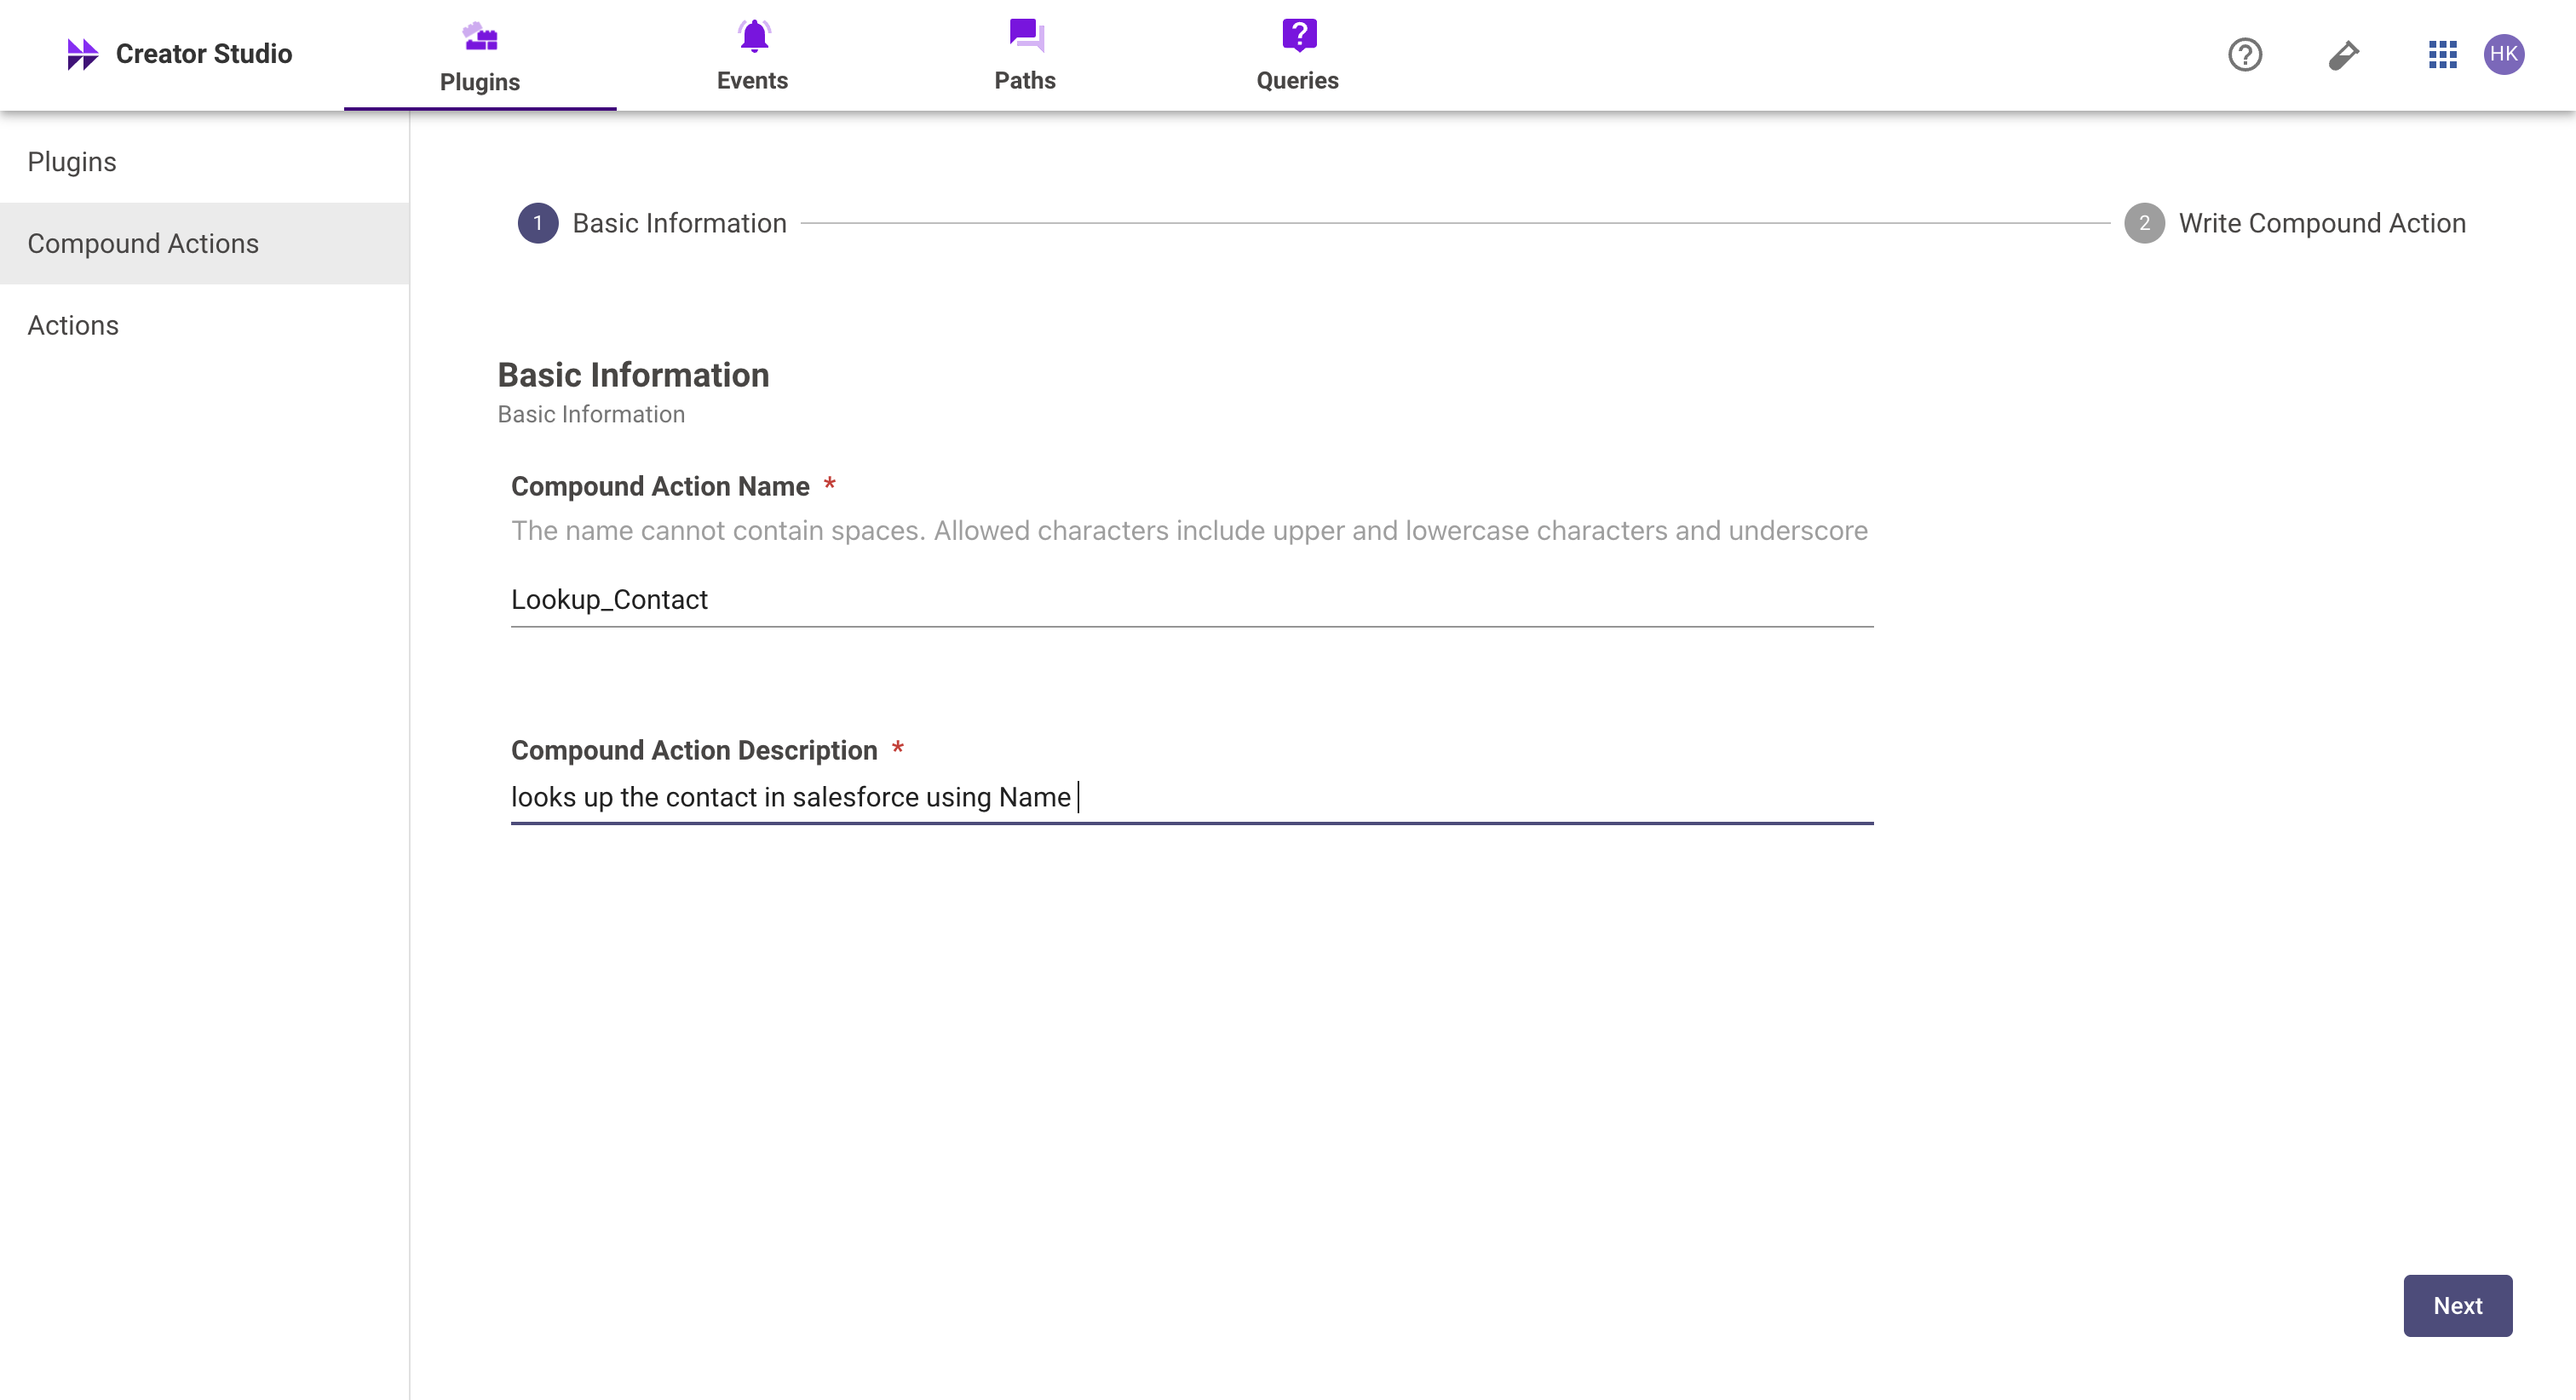 Creator Studio
Plugins
Events
Paths
?
Queries
?
HK
Plugins
Compound Actions
Actions
1 Basic Information
2 Write Compound Action
Basic Information
Basic Information
Compound Action Name *
The name cannot contain spaces. Allowed characters include upper and lowercase characters and underscore
Lookup_Contact
Compound Action Description *
looks up the contact in salesforce using Name
Next